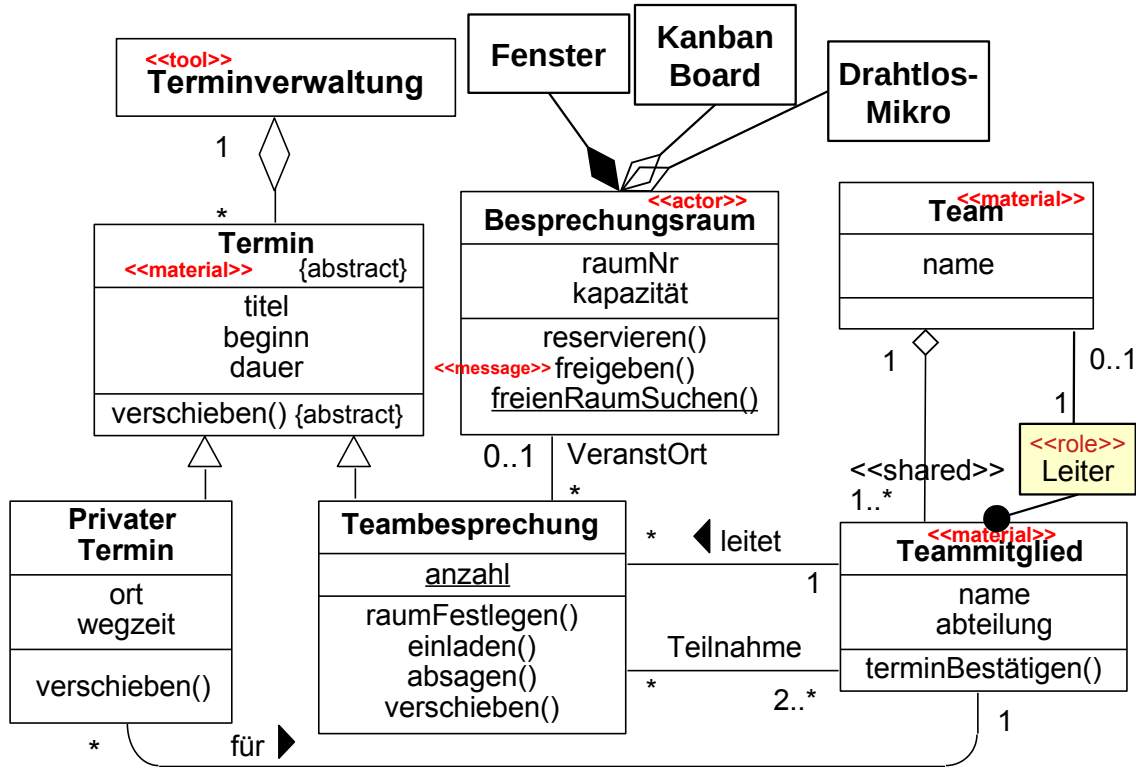 <<tool>>
Terminverwaltung
Fenster
Kanban
Board
Drahtlos-
Mikro
1
*
Termin
<<material>> {abstract}
titel
beginn
dauer
verschieben() {abstract}
<<actor>>
Besprechungsraum
raumNr
kapazität
reservieren()
<<message>> freigeben()
freienRaumSuchen()
<<material>>
Team
name
1
0..1
1
<<role>>
Leiter
<<shared>>
1..*
0..1
VeranstOrt
*
Privater
Termin
ort
wegzeit
verschieben()
Teambesprechung
anzahl
raumFestlegen()
einladen()
absagen()
verschieben()
* leitet
1
Teilnahme
*
2..*
<<material>>
Teammitglied
name
abteilung
terminBestätigen()
*
für
1